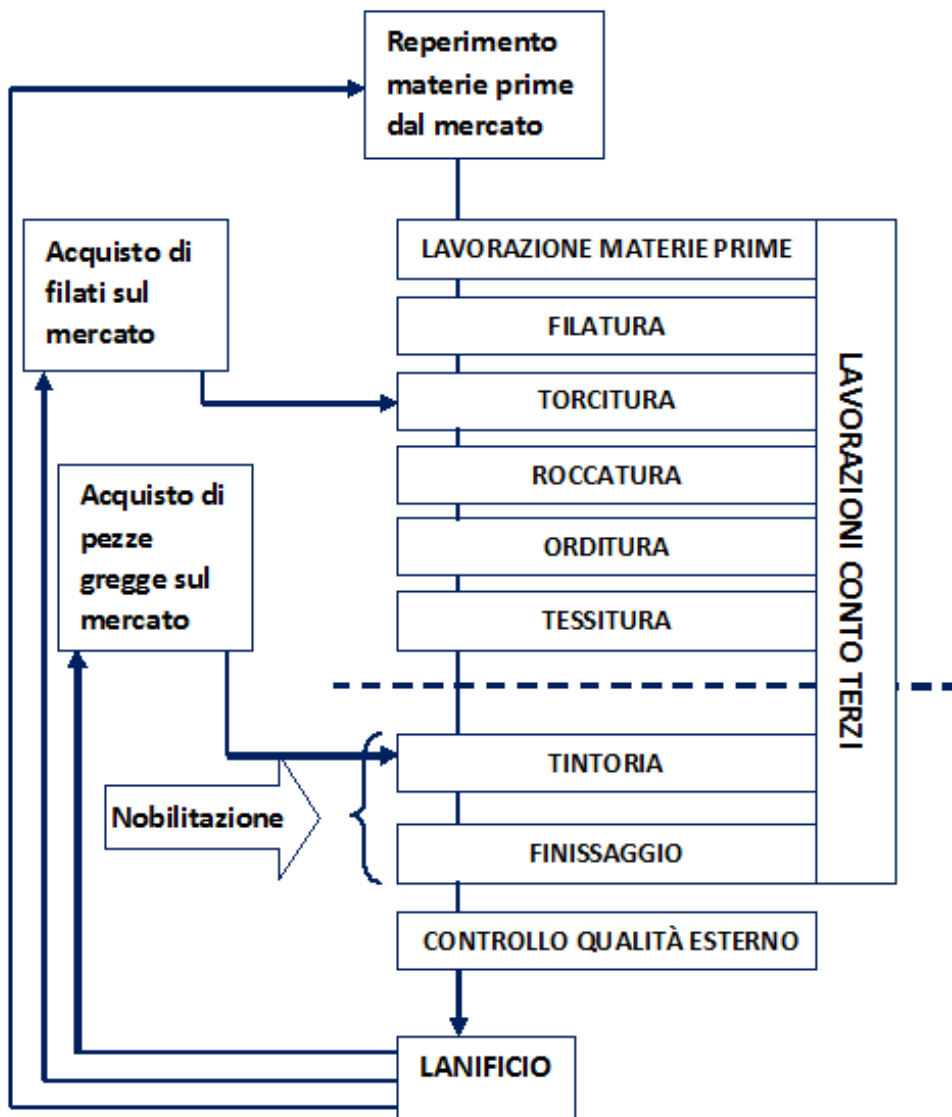 Reperimento
materie prime
dal mercato
Acquisto di
filati sul
mercato
LAVORAZIONE MATERIE PRIME
FILATURA
TORCITURA
ROCCATURA
ORDITURA
TESSITURA
LAVORAZIONI CONTO TERZI
Acquisto di
pezze
gregge sul
mercato
TINTORIA
Nobilitazione
FINISSAGGIO
CONTROLLO QUALITÀ ESTERNO
LANIFICIO